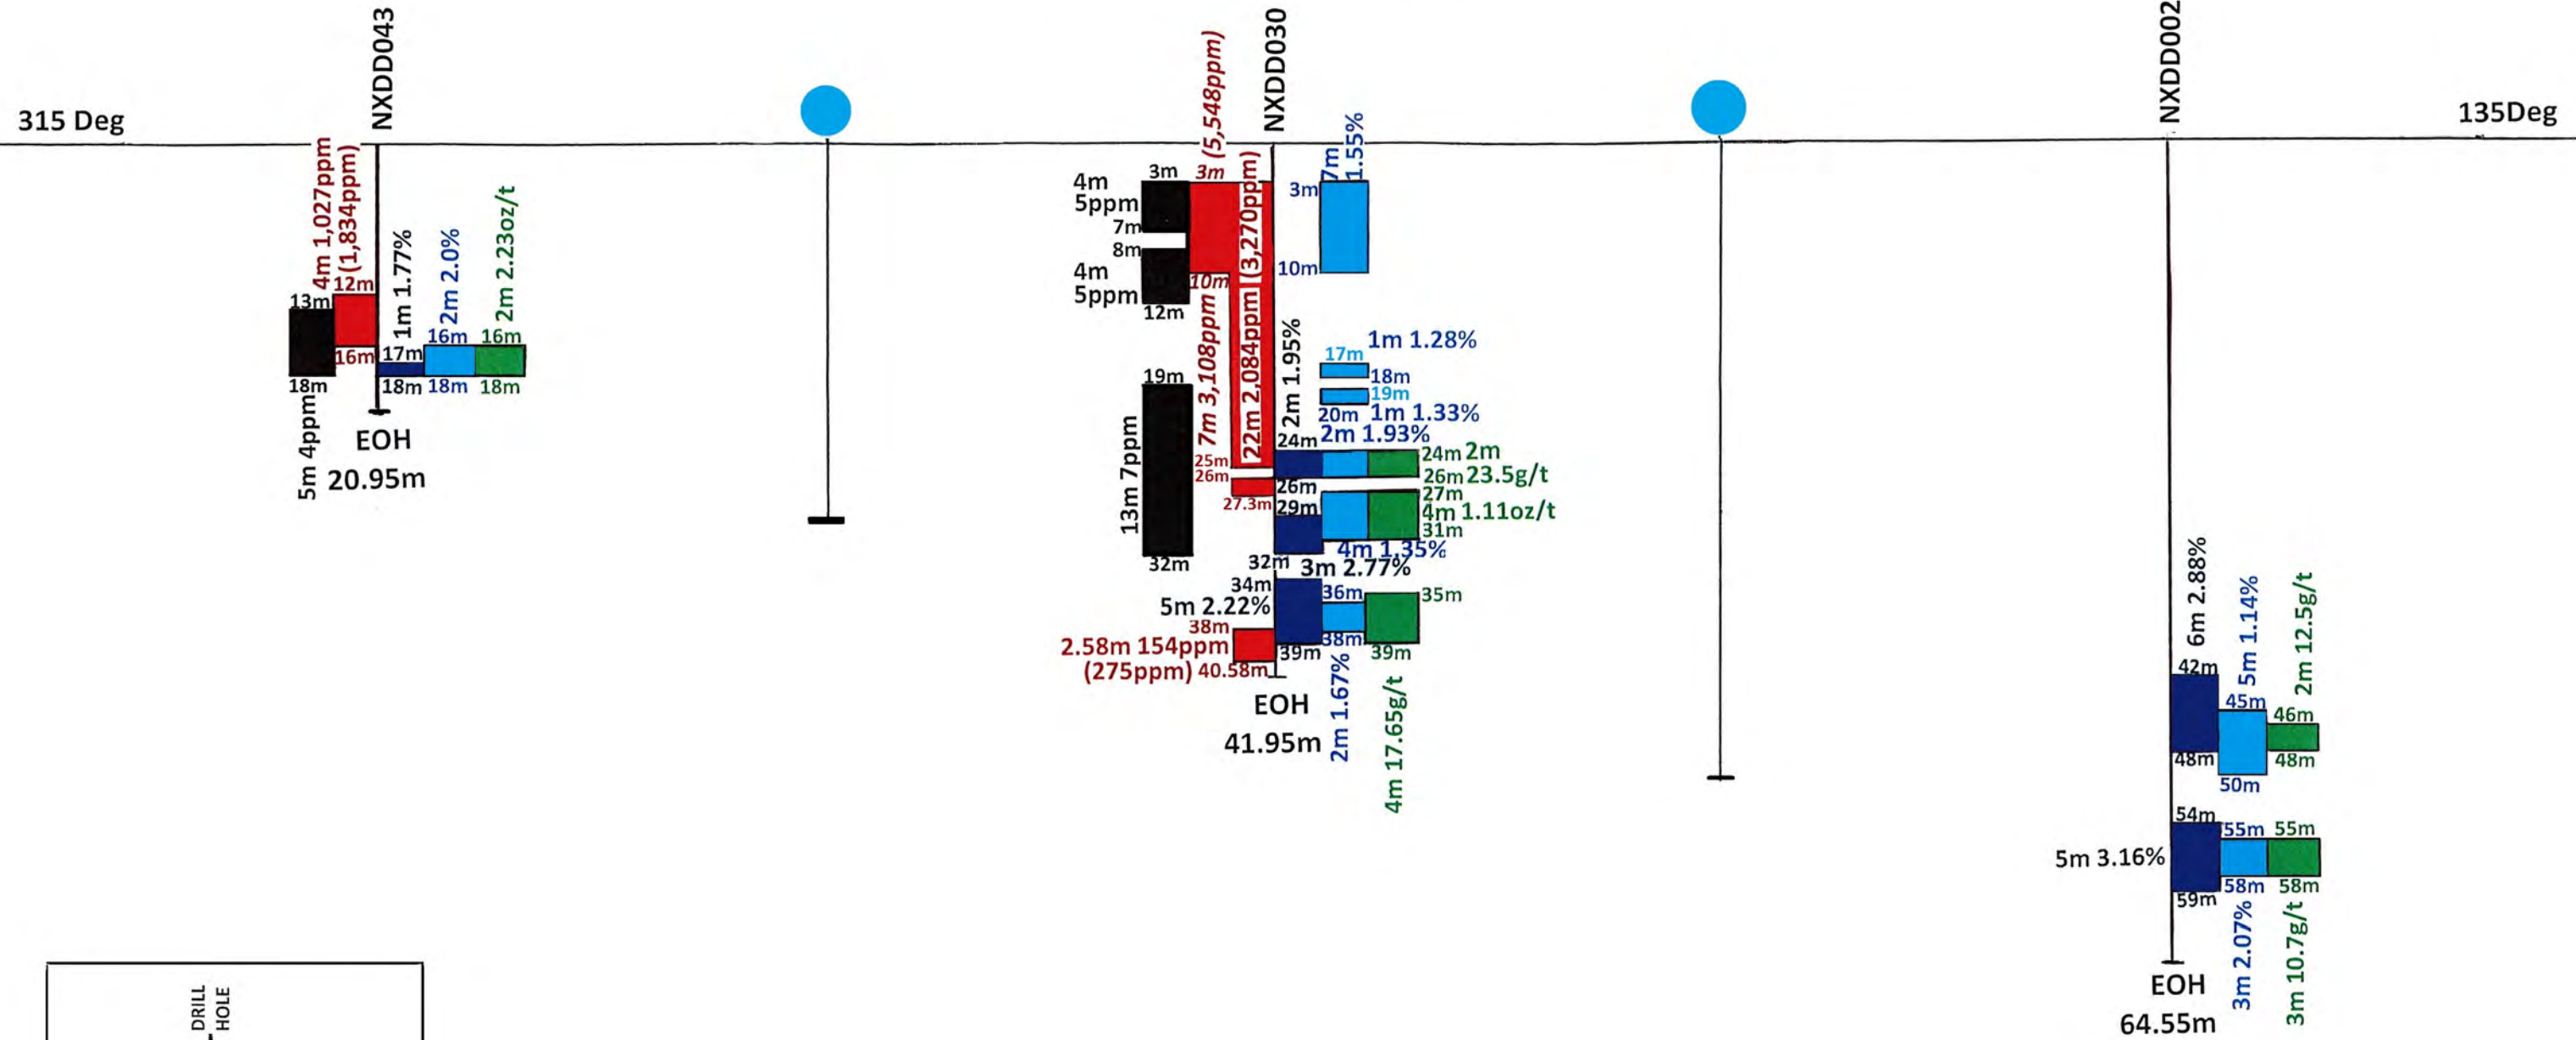 315 Deg
135Deg
NXDD043
4m 1,027ppm
(1,834ppm)
12m
16m
13m
18m
5m 4ppm
1m 1.77%
17m
18m
2m 2.0%
16m
18m
2m 2.23oz/t
16m
18m
EOH
20.95m
NXDD030
4m
5ppm
3m
7m
8m
4m
5ppm
12m
3m (5,548ppm)
10m
7m 3,108ppm
22m 2,084ppm (3,270ppm)
25m
26m
27.3m
19m
13m 7ppm
32m
7m
1.55%
3m
10m
1m 1.28%
17m
18m
19m
20m 1m 1.33%
2m 1.95%
24m
2m 1.93%
24m 2m
26m 23.5g/t
26m
27m
29m
4m 1.11oz/t
31m
4m 1.35%
32m
3m 2.77%
34m
5m 2.22%
36m
35m
38m
38m
39m
39m
2.58m 154ppm
(275ppm) 40.58m
2m 1.67%
4m 17.65g/t
EOH
41.95m
NXDD002
6m 2.88%
42m
48m
5m 1.14%
45m
50m
2m 12.5g/t
46m
48m
54m
5m 3.16%
59m
55m
58m
3m 2.07%
55m
58m
3m 10.7g/t
EOH
64.55m
DRILL
HOLE